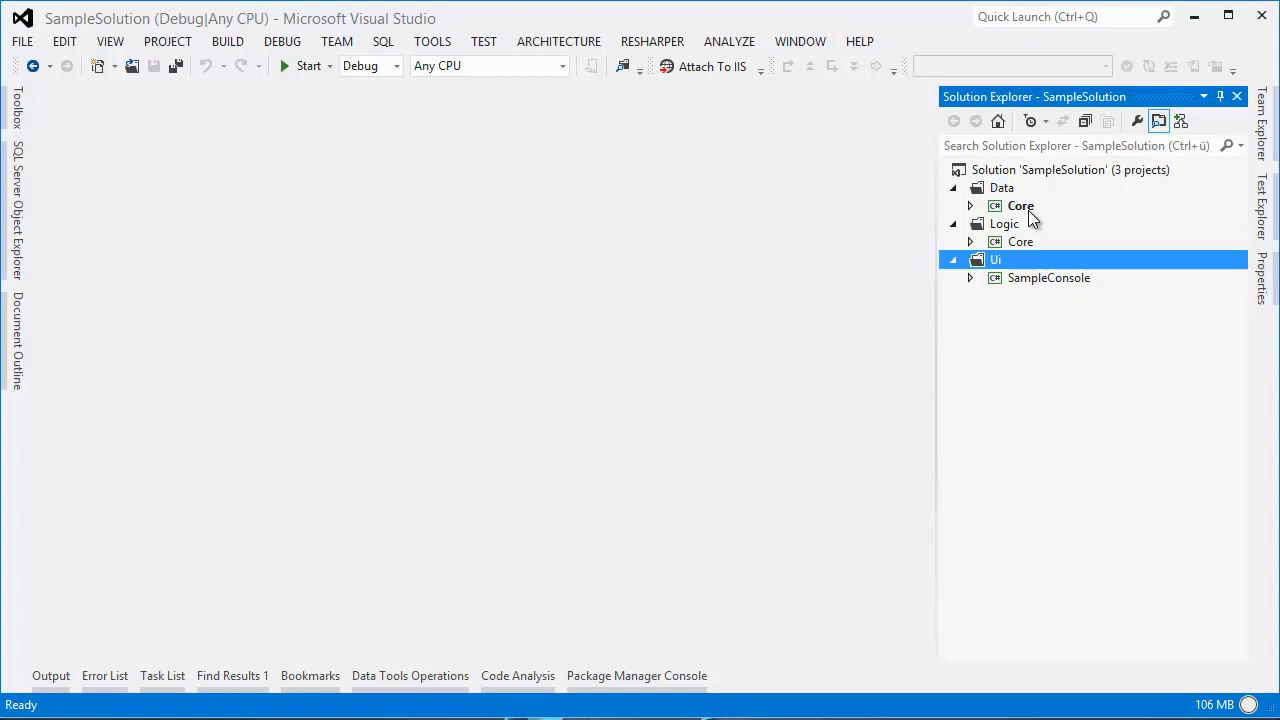 SampleSolution (Debug|Any CPU) - Microsoft Visual Studio
Quick Launch (Ctrl+Q)
FILE EDIT VIEW PROJECT BUILD DEBUG TEAM SQL TOOLS TEST ARCHITECTURE RESHARPER ANALYZE WINDOW HELP
Start Debug Any CPU Attach To IIS
Toolbox
SQL Server Object Explorer
Document Outline
Solution Explorer - SampleSolution
Search Solution Explorer - SampleSolution (Ctrl+ü)
Solution 'SampleSolution' (3 projects)
Data
C# Core
Logic
C# Core
Ui
C# SampleConsole
Team Explorer
Test Explorer
Properties
Output Error List Task List Find Results 1 Bookmarks Data Tools Operations Code Analysis Package Manager Console
Ready 106 MB